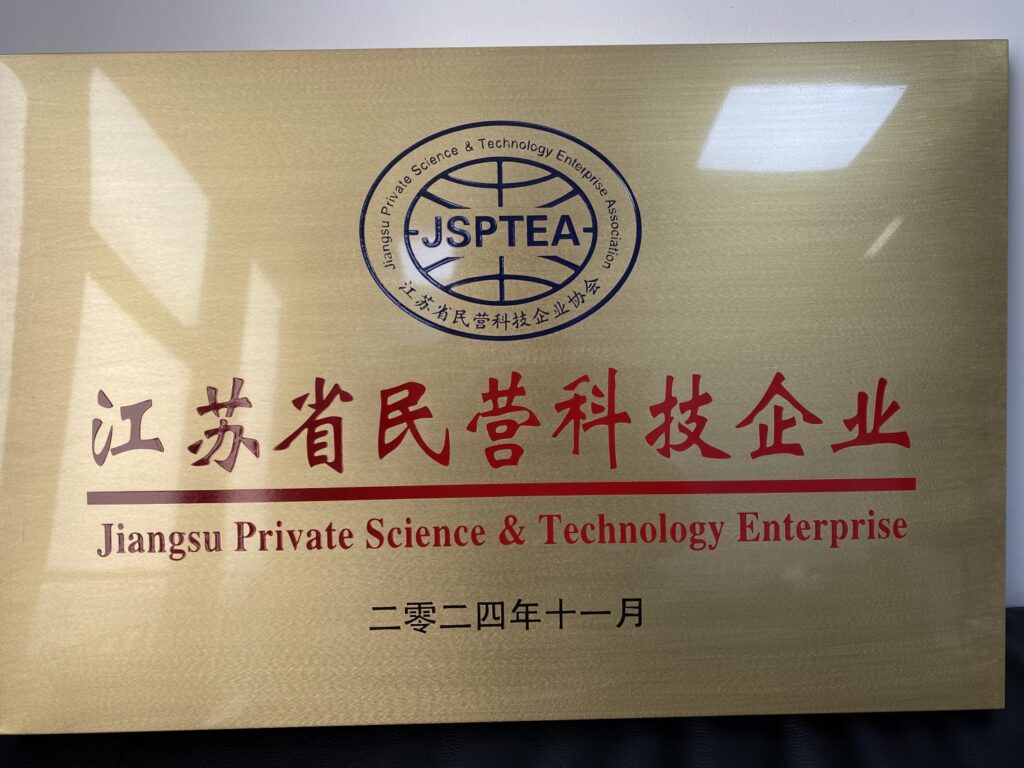 Jiangsu Private Science & Technology Enterprise Association
JSPTEA
江苏省民营科技企业协会
江苏省民营科技企业
Jiangsu Private Science & Technology Enterprise
二零二四年十一月